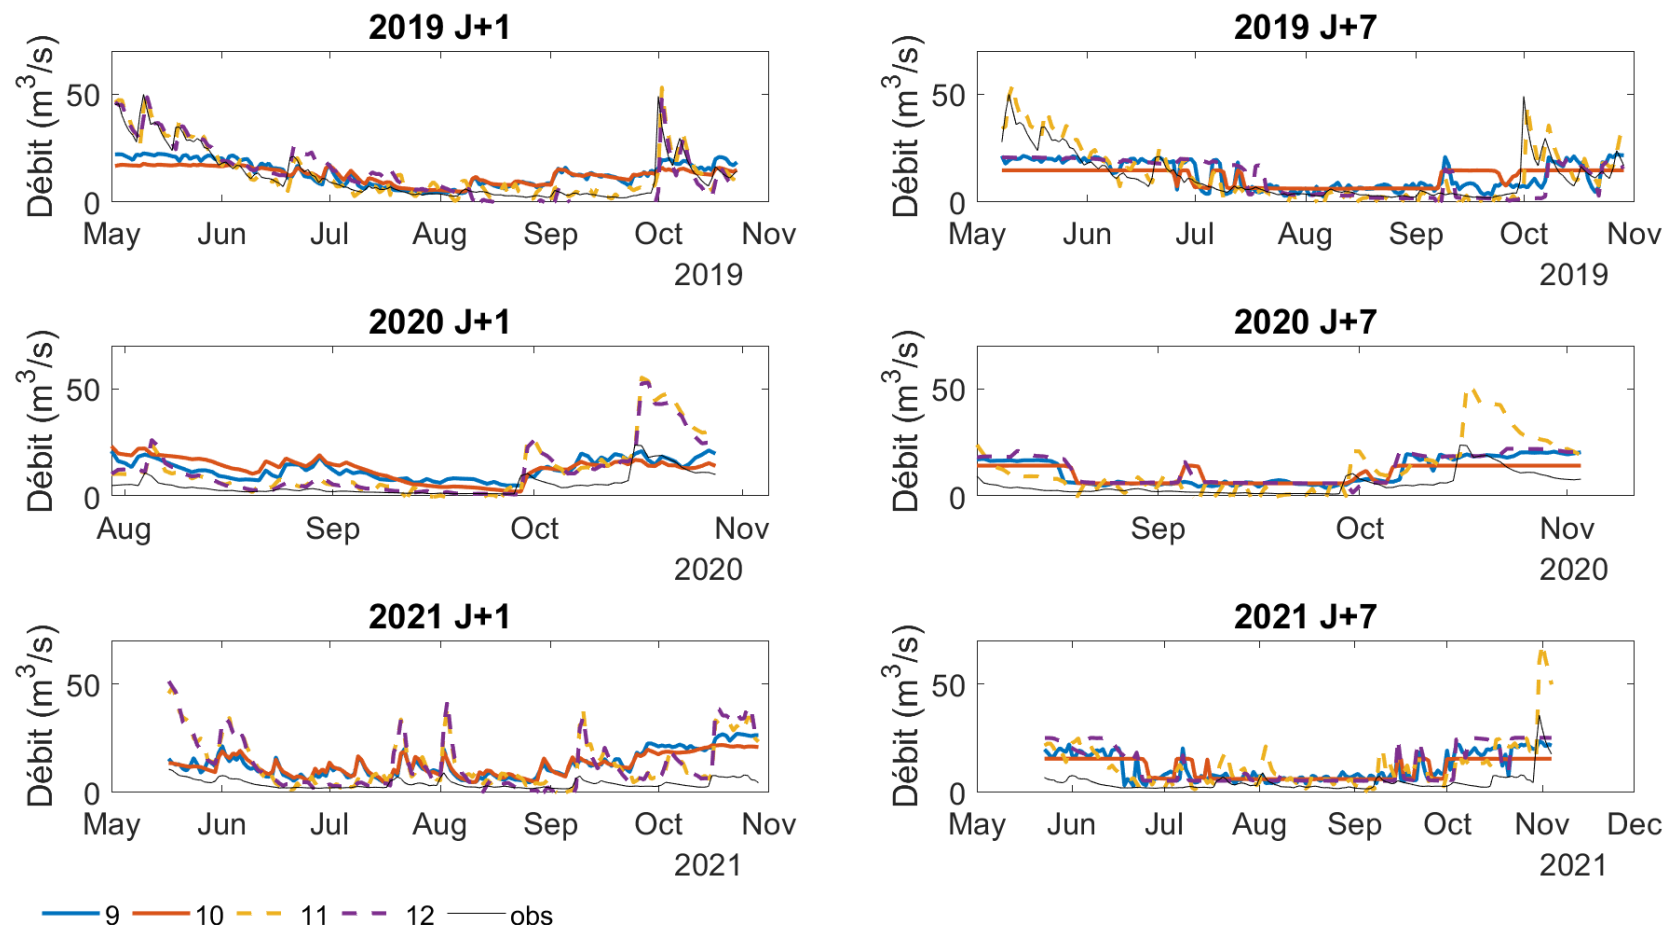 2019 J+1
Débit (m³/s)
50
0
May Jun Jul Aug Sep Oct Nov
2019
2019 J+7
Débit (m³/s)
50
0
May Jun Jul Aug Sep Oct Nov
2019
2020 J+1
Débit (m³/s)
50
0
Aug Sep Oct Nov
2020
2020 J+7
Débit (m³/s)
50
0
Sep Oct Nov
2020
2021 J+1
Débit (m³/s)
50
0
May Jun Jul Aug Sep Oct Nov
2021
2021 J+7
Débit (m³/s)
50
0
May Jun Jul Aug Sep Oct Nov Dec
2021
9 10 11 12 obs